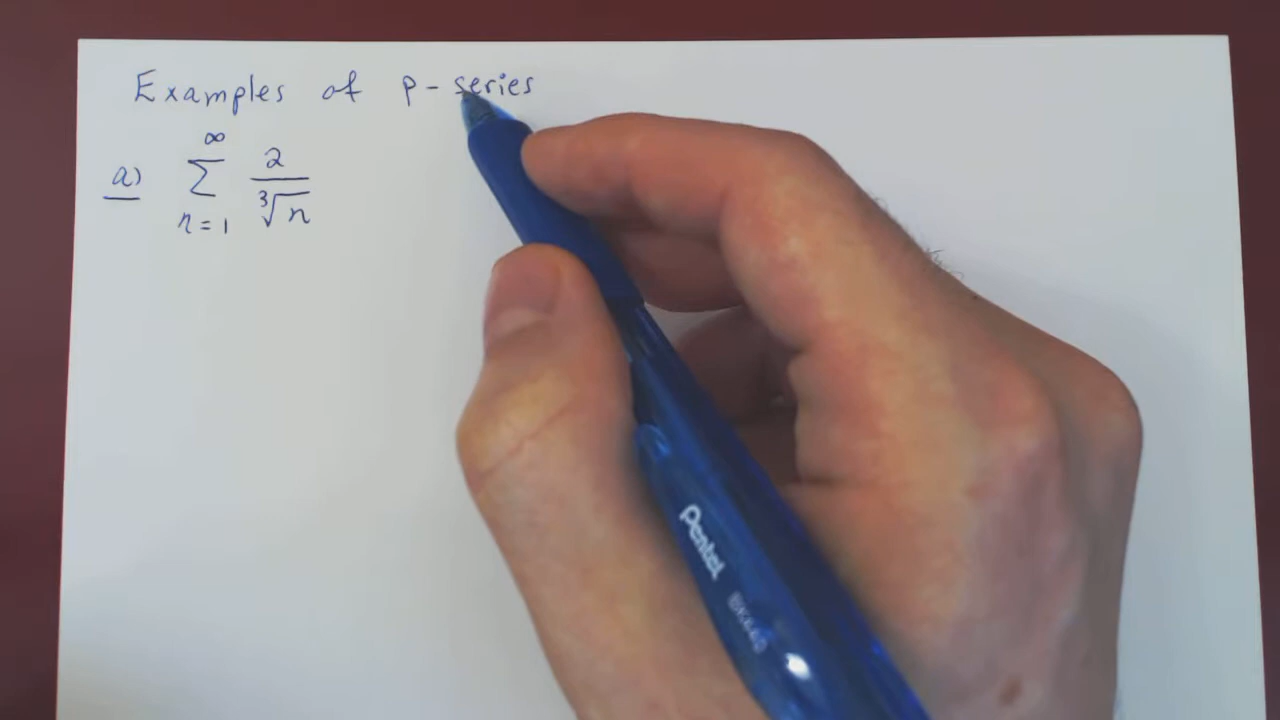 Examples of p-series
a) ∞ ∑ n=1 2/∛n
Pentel